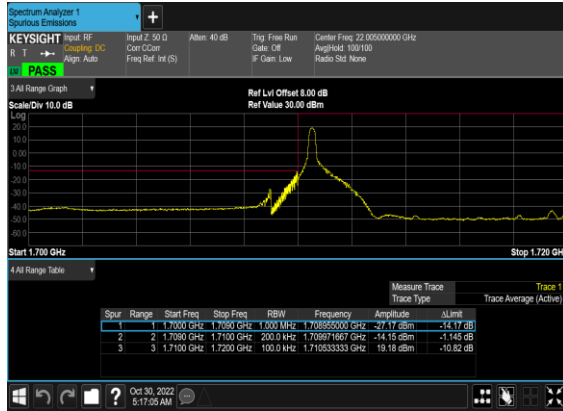 Spectrum Analyzer 1
Spurious Emissions
+
KEYSIGHT Input: RF Input Z: 50 Ω Atten: 40 dB Trig: Free Run Center Freq: 22.005000000 GHz
R T Coupling: DC Corr CCorr Gate: Off Avg|Hold: 100/100
Align: Auto Freq Ref: Int (S) IF Gain: Low Radio Std: None
PASS
3 All Range Graph
Ref Lvl Offset 8.00 dB
Scale/Div 10.0 dB Ref Value 30.00 dBm
Log
20.0
10.0
0.00
-10.0
-20.0
-30.0
-40.0
-50.0
-60.0
Start 1.700 GHz Stop 1.720 GH
4 All Range Table
Measure Trace Trace 1
Trace Type Trace Average (Active)
Spur Range Start Freq Stop Freq RBW Frequency Amplitude ΔLimit
1 1 1.7000 GHz 1.7090 GHz 1.000 MHz 1.708955000 GHz -27.17 dBm -14.17 dB
2 2 1.7090 GHz 1.7100 GHz 200.0 kHz 1.709971667 GHz -14.15 dBm -1.145 dB
3 3 1.7100 GHz 1.7200 GHz 100.0 kHz 1.710533333 GHz 19.18 dBm -10.82 dB
?
Oct 30, 2022
5:17:05 AM